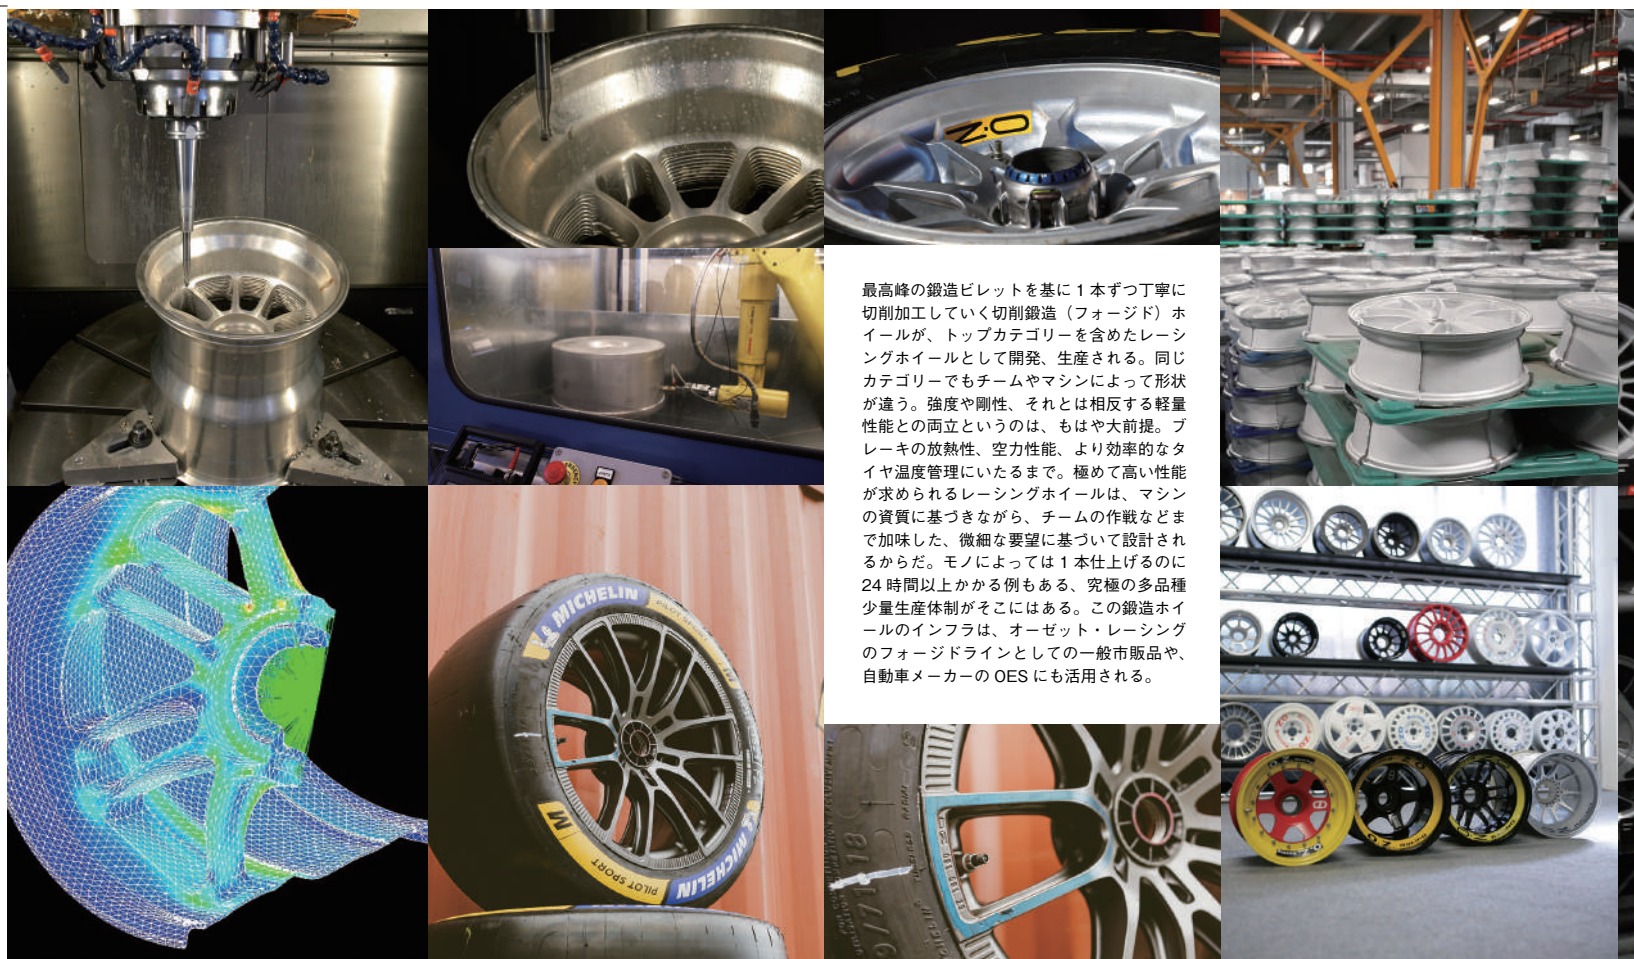 O·Z
最高峰の鍛造ビレットを基に1本ずつ丁寧に
切削加工していく切削鍛造（フォージド）ホ
イールが、トップカテゴリーを含めたレーシ
ングホイールとして開発、生産される。同じ
カテゴリーでもチームやマシンによって形状
が違う。強度や剛性、それとは相反する軽量
性能との両立というのは、もはや大前提。ブ
レーキの放熱性、空力性能、より効率的なタ
イヤ温度管理にいたるまで。極めて高い性能
が求められるレーシングホイールは、マシン
の資質に基づきながら、チームの作戦などま
で加味した、微細な要望に基づいて設計され
るからだ。モノによっては1本仕上げるのに
24時間以上かかる例もある、究極の多品種
少量生産体制がそこにはある。この鍛造ホイ
ールのインフラは、オーゼット・レーシング
のフォージドラインとしての一般市販品や、
自動車メーカーのOESにも活用される。
MICHELIN
PILOT SPORT
M
PILOT SPORT
MICHELIN